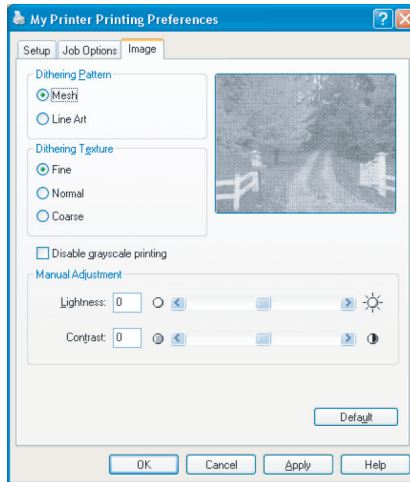 My Printer Printing Preferences
Setup Job Options Image
Dithering Pattern
Mesh
Line Art
Dithering Texture
Fine
Normal
Coarse
Disable grayscale printing
Manual Adjustment
Lightness: 0
Contrast: 0
Default
OK Cancel Apply Help